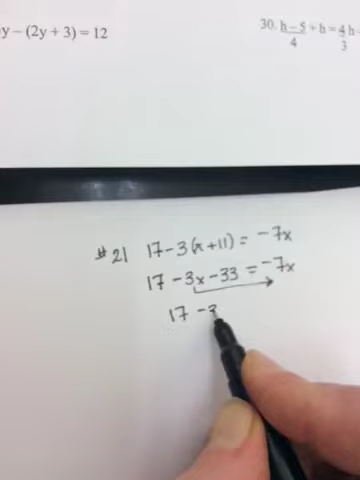 y – (2y + 3) = 12
30. h – 5/4 + h = 4/3 h
#21 17 - 3(x + 11) = -7x
17 - 3x - 33 = -7x
17 - 3